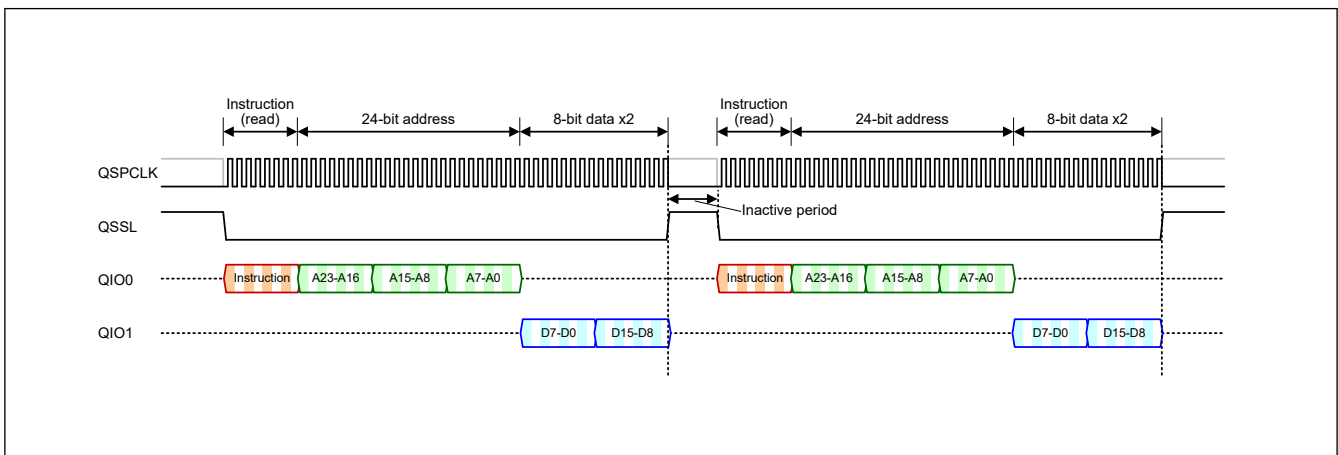 Instruction
(read)
24-bit address
8-bit data x2
Instruction
(read)
24-bit address
8-bit data x2
QSPCLK
Inactive period
QSSL
QIO0
Instruction
A23-A16
A15-A8
A7-A0
Instruction
A23-A16
A15-A8
A7-A0
QIO1
D7-D0
D15-D8
D7-D0
D15-D8